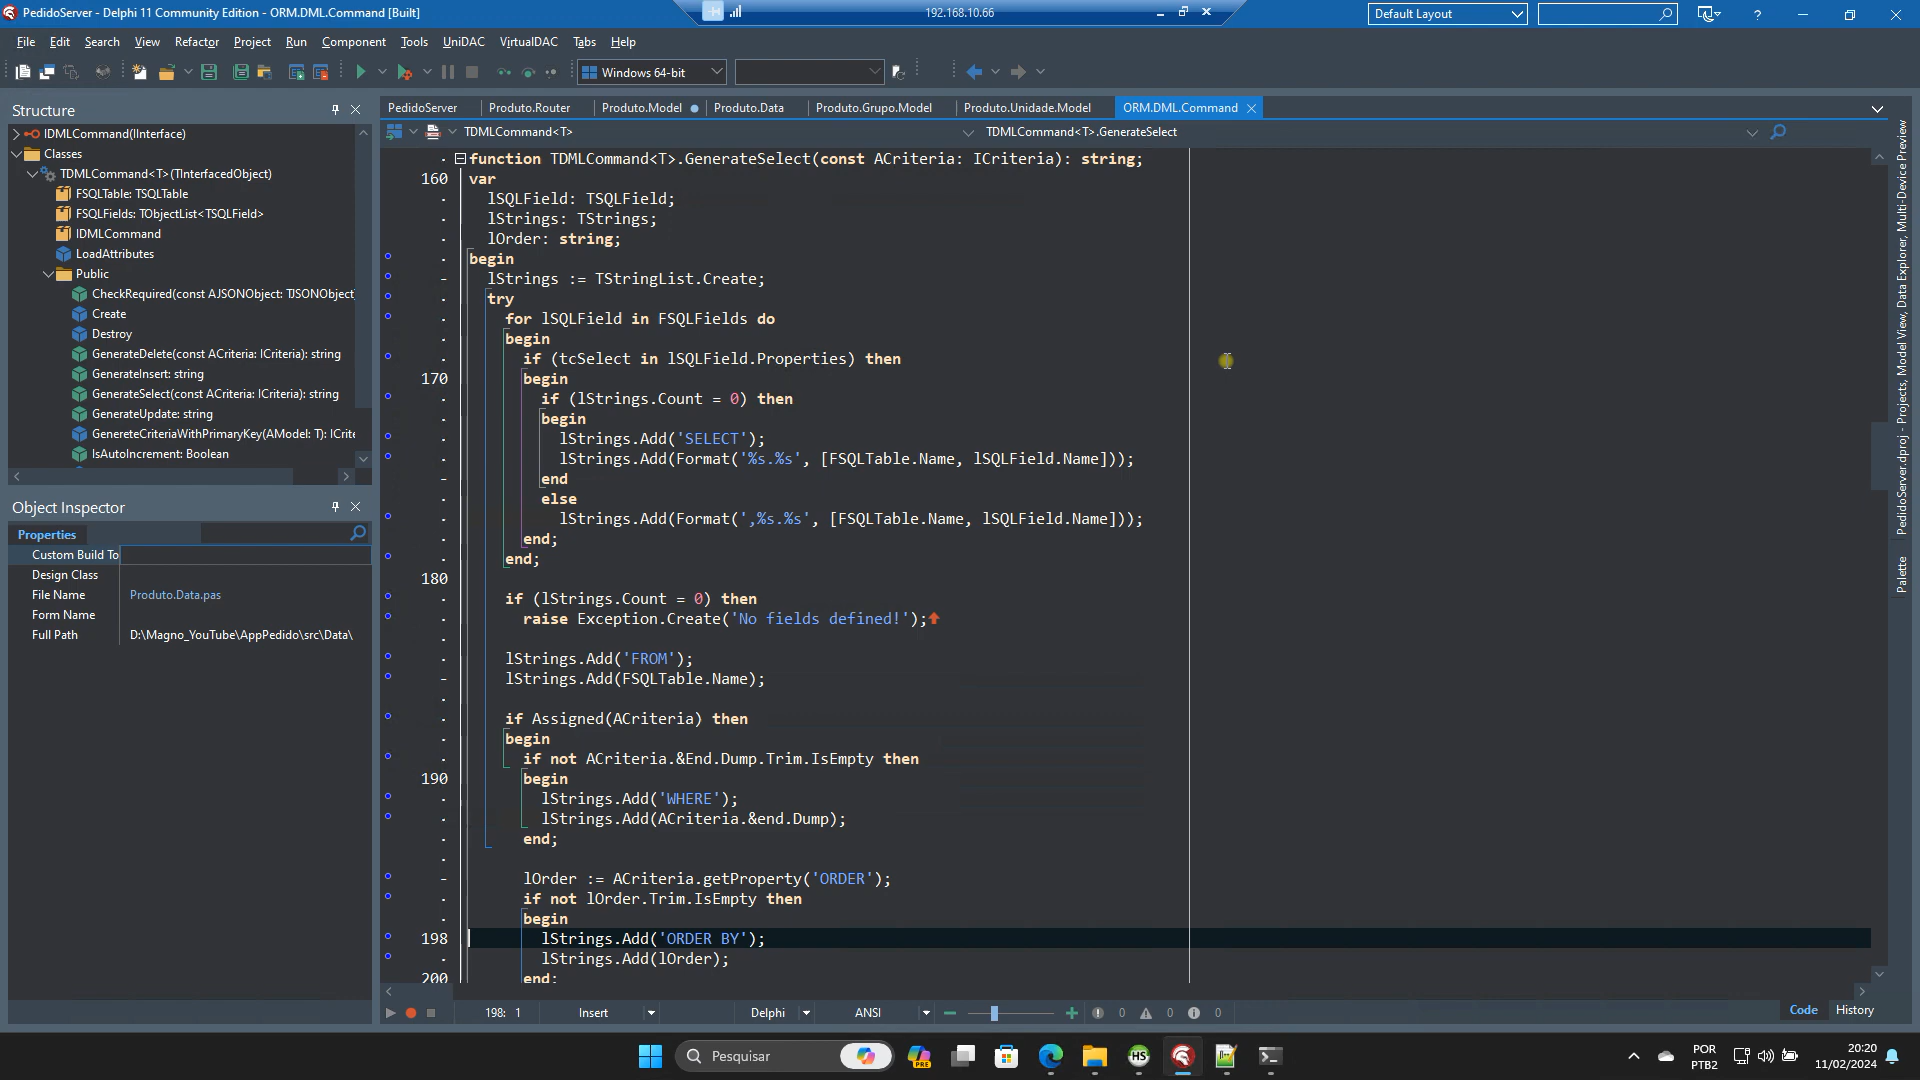 PedidoServer - Delphi 11 Community Edition - ORM.DML.Command [Built]
192.168.10.66
Default Layout
File Edit Search View Refactor Project Run Component Tools UniDAC VirtualDAC Tabs Help
Windows 64-bit
Structure
IDMLCommand(IInterface)
Classes
TDMLCommand<T>(TInterfacedObject)
FSQLTable: TSQLTable
FSQLFields: TObjectList<TSQLField>
IDMLCommand
LoadAttributes
Public
CheckRequired(const AJSONObject: TJSONObject
Create
Destroy
GenerateDelete(const ACriteria: ICriteria): string
GenerateInsert: string
GenerateSelect(const ACriteria: ICriteria): string
GenerateUpdate: string
GenereteCriteriaWithPrimaryKey(AModel: T): ICrite
IsAutoIncrement: Boolean
Object Inspector
Properties
Custom Build To
Design Class
File Name Produto.Data.pas
Form Name
Full Path D:\Magno_YouTube\AppPedido\src\Data\
PedidoServer Produto.Router Produto.Model Produto.Data Produto.Grupo.Model Produto.Unidade.Model ORM.DML.Command
TDMLCommand<T> TDMLCommand<T>.GenerateSelect
function TDMLCommand<T>.GenerateSelect(const ACriteria: ICriteria): string;
160 var
lSQLField: TSQLField;
lStrings: TStrings;
lOrder: string;
begin
lStrings := TStringList.Create;
try
for lSQLField in FSQLFields do
begin
if (tcSelect in lSQLField.Properties) then
170 begin
if (lStrings.Count = 0) then
begin
lStrings.Add('SELECT');
lStrings.Add(Format('%s.%s', [FSQLTable.Name, lSQLField.Name]));
end
else
lStrings.Add(Format(',%s.%s', [FSQLTable.Name, lSQLField.Name]));
end;
end;
180
if (lStrings.Count = 0) then
raise Exception.Create('No fields defined!');
lStrings.Add('FROM');
lStrings.Add(FSQLTable.Name);
if Assigned(ACriteria) then
begin
if not ACriteria.&End.Dump.Trim.IsEmpty then
190 begin
lStrings.Add('WHERE');
lStrings.Add(ACriteria.&end.Dump);
end;
lOrder := ACriteria.getProperty('ORDER');
if not lOrder.Trim.IsEmpty then
begin
198 lStrings.Add('ORDER BY');
lStrings.Add(lOrder);
200 end;
198: 1 Insert Delphi ANSI 0 0 0
Code History
PedidoServer.dproj - Projects, Model View, Data Explorer, Multi-Device Preview
Palette
Pesquisar
PRE
HS
POR
PTB2
20:20
11/02/2024